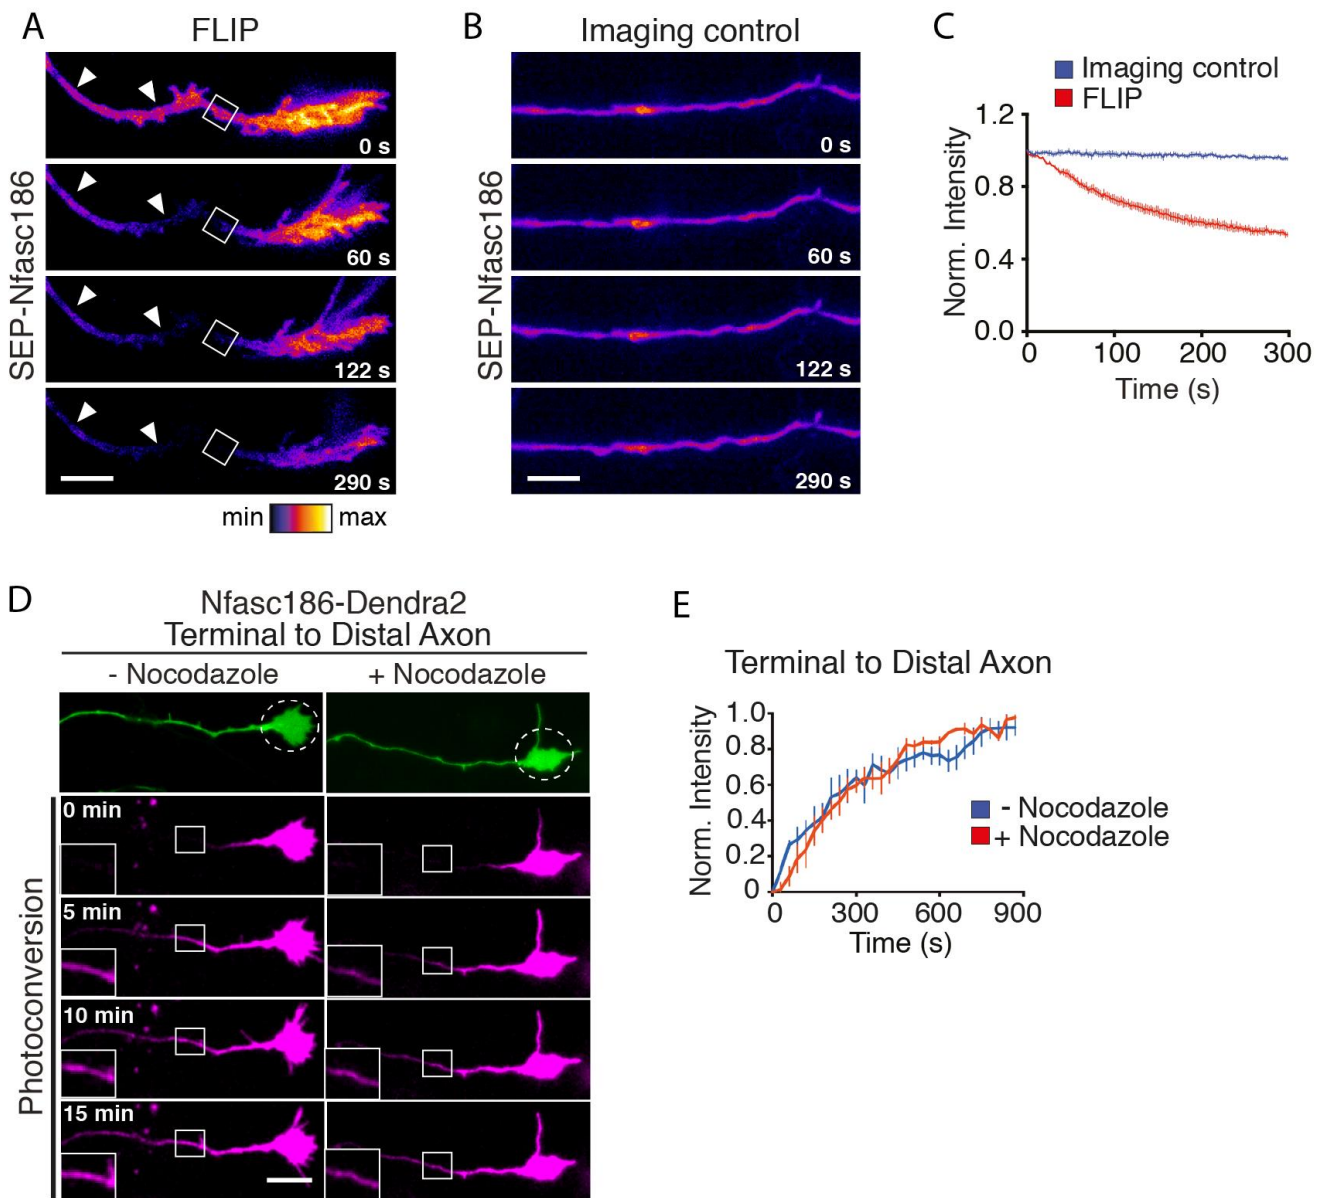 A
FLIP
SEP-Nfasc186
0 s
60 s
122 s
290 s
min
max
B
Imaging control
SEP-Nfasc186
0 s
60 s
122 s
290 s
C
Imaging control
FLIP
Norm. Intensity
1.2
0.8
0.4
0.0
0 100 200 300
Time (s)
D
Nfasc186-Dendra2
Terminal to Distal Axon
- Nocodazole
+ Nocodazole
Photoconversion
0 min
5 min
10 min
15 min
E
Terminal to Distal Axon
Norm. Intensity
1.0
0.8
0.6
0.4
0.2
0
0 300 600 900
Time (s)
- Nocodazole
+ Nocodazole